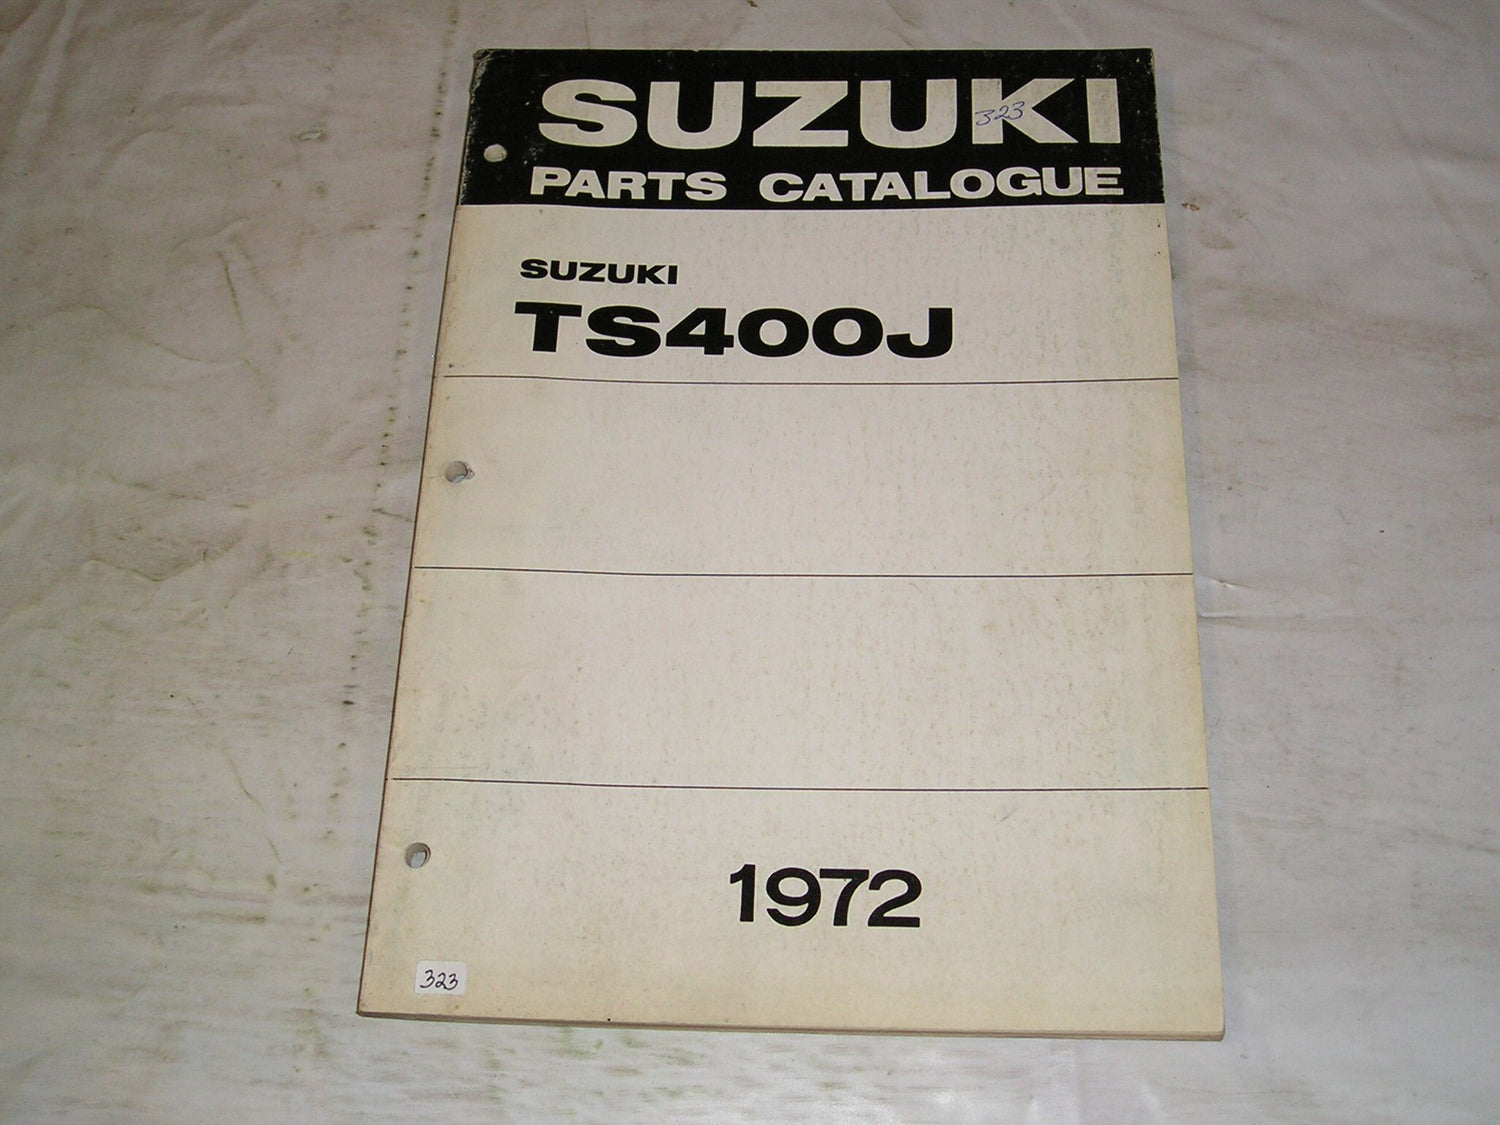 SUZUKI
323
PARTS CATALOGUE
SUZUKI
TS400J
1972
323